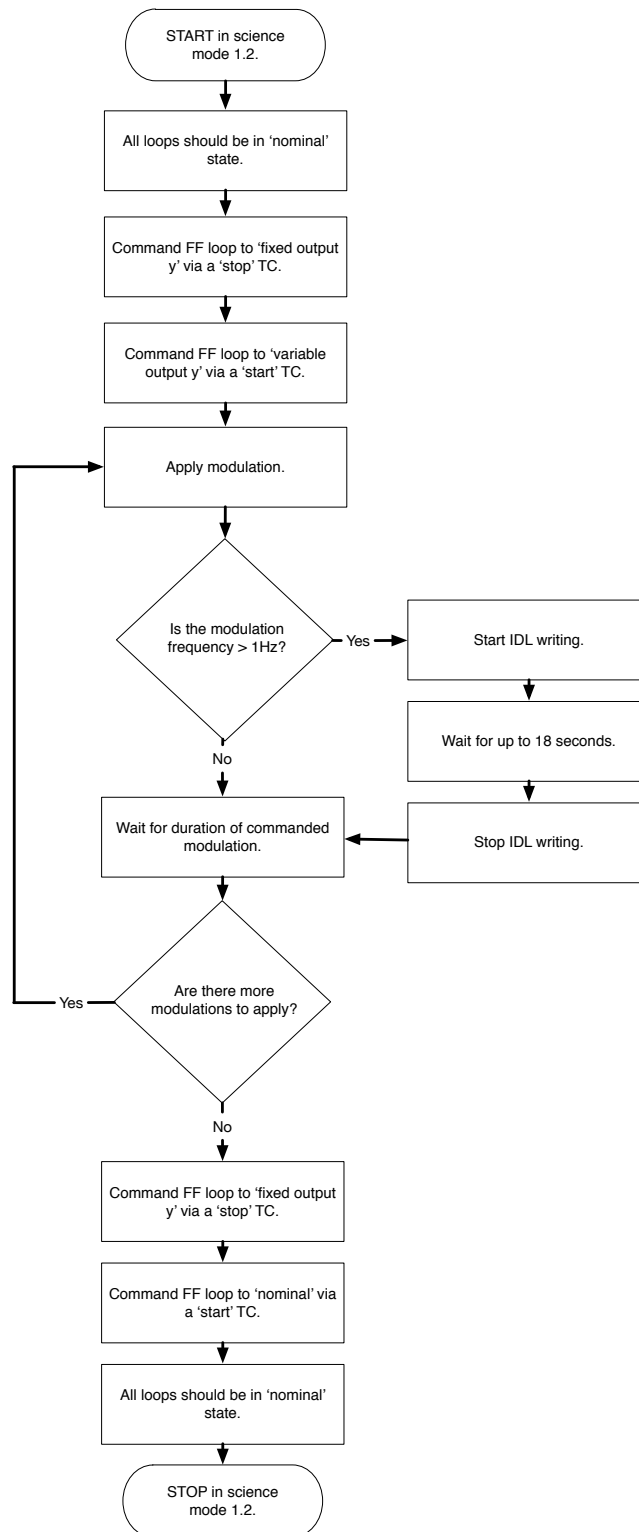 START in science
mode 1.2.
All loops should be in ‘nominal’
state.
Command FF loop to ‘fixed output
y’ via a ‘stop’ TC.
Command FF loop to ‘variable
output y’ via a ‘start’ TC.
Apply modulation.
Is the modulation
frequency > 1Hz?
Yes
Start IDL writing.
Wait for up to 18 seconds.
Stop IDL writing.
No
Wait for duration of commanded
modulation.
Are there more
modulations to apply?
Yes
No
Command FF loop to ‘fixed output
y’ via a ‘stop’ TC.
Command FF loop to ‘nominal’ via
a ‘start’ TC.
All loops should be in ‘nominal’
state.
STOP in science
mode 1.2.